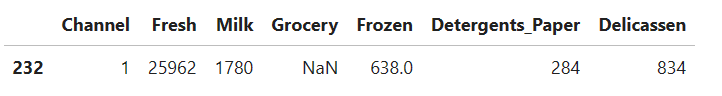 Channel Fresh Milk Grocery Frozen Detergents_Paper Delicassen
232 1 25962 1780 NaN 638.0 284 834